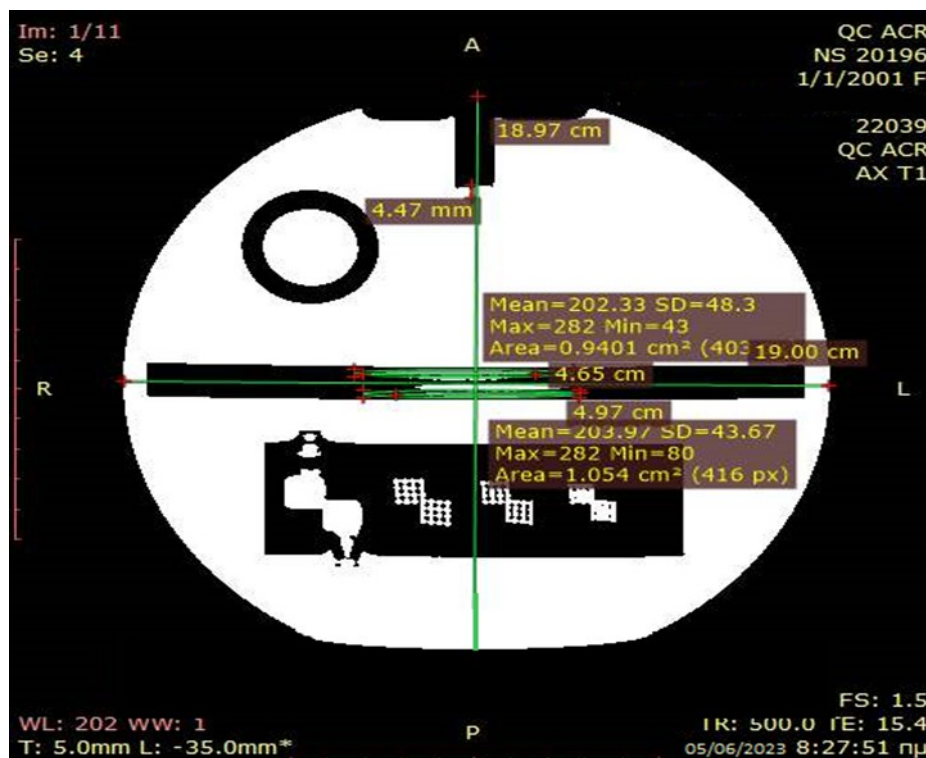 Im: 1/11
Se: 4
A
QC ACR
NS 20196
1/1/2001 F
22039
QC ACR
AX T1
18.97 cm
4.47 mm
Mean=202.33 SD=48.3
Max=282 Min=43
Area=0.9401 cm² (403
19.00 cm
4.65 cm
R
L
4.97 cm
Mean=203.97 SD=43.67
Max=282 Min=80
Area=1.054 cm² (416 px)
WL: 202 WW: 1
T: 5.0mm L: -35.0mm*
P
FS: 1.5
TR: 500.0 TE: 15.4
05/06/2023 8:27:51 πμ